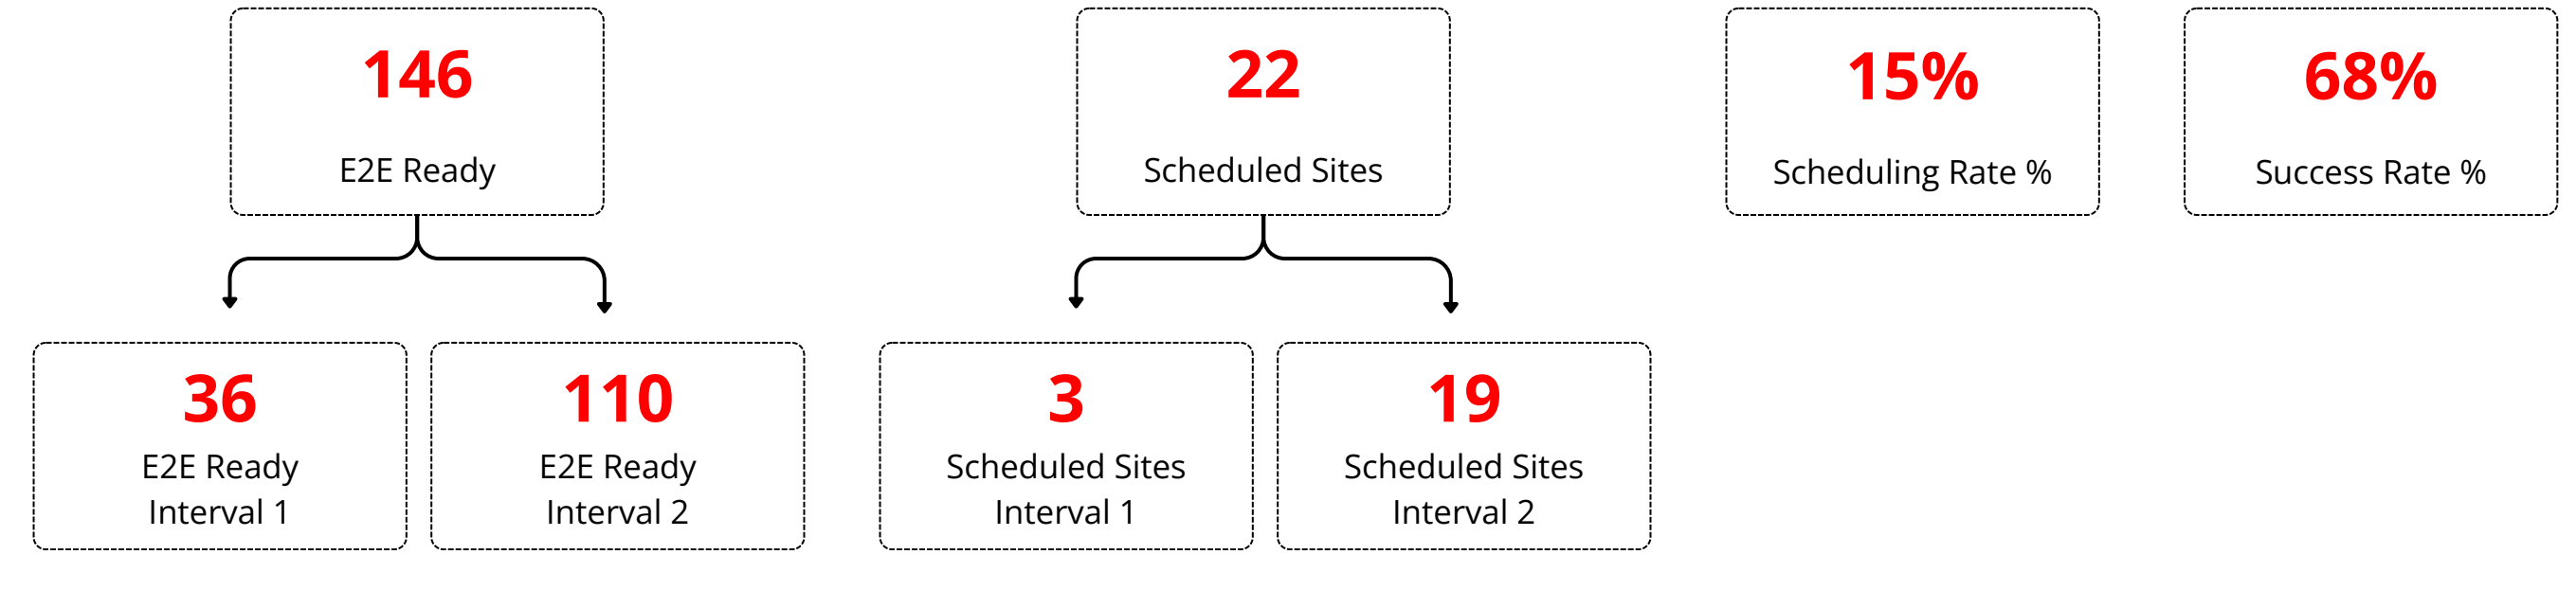 146
E2E Ready
22
Scheduled Sites
15%
Scheduling Rate %
68%
Success Rate %
36
E2E Ready
Interval 1
110
E2E Ready
Interval 2
3
Scheduled Sites
Interval 1
19
Scheduled Sites
Interval 2